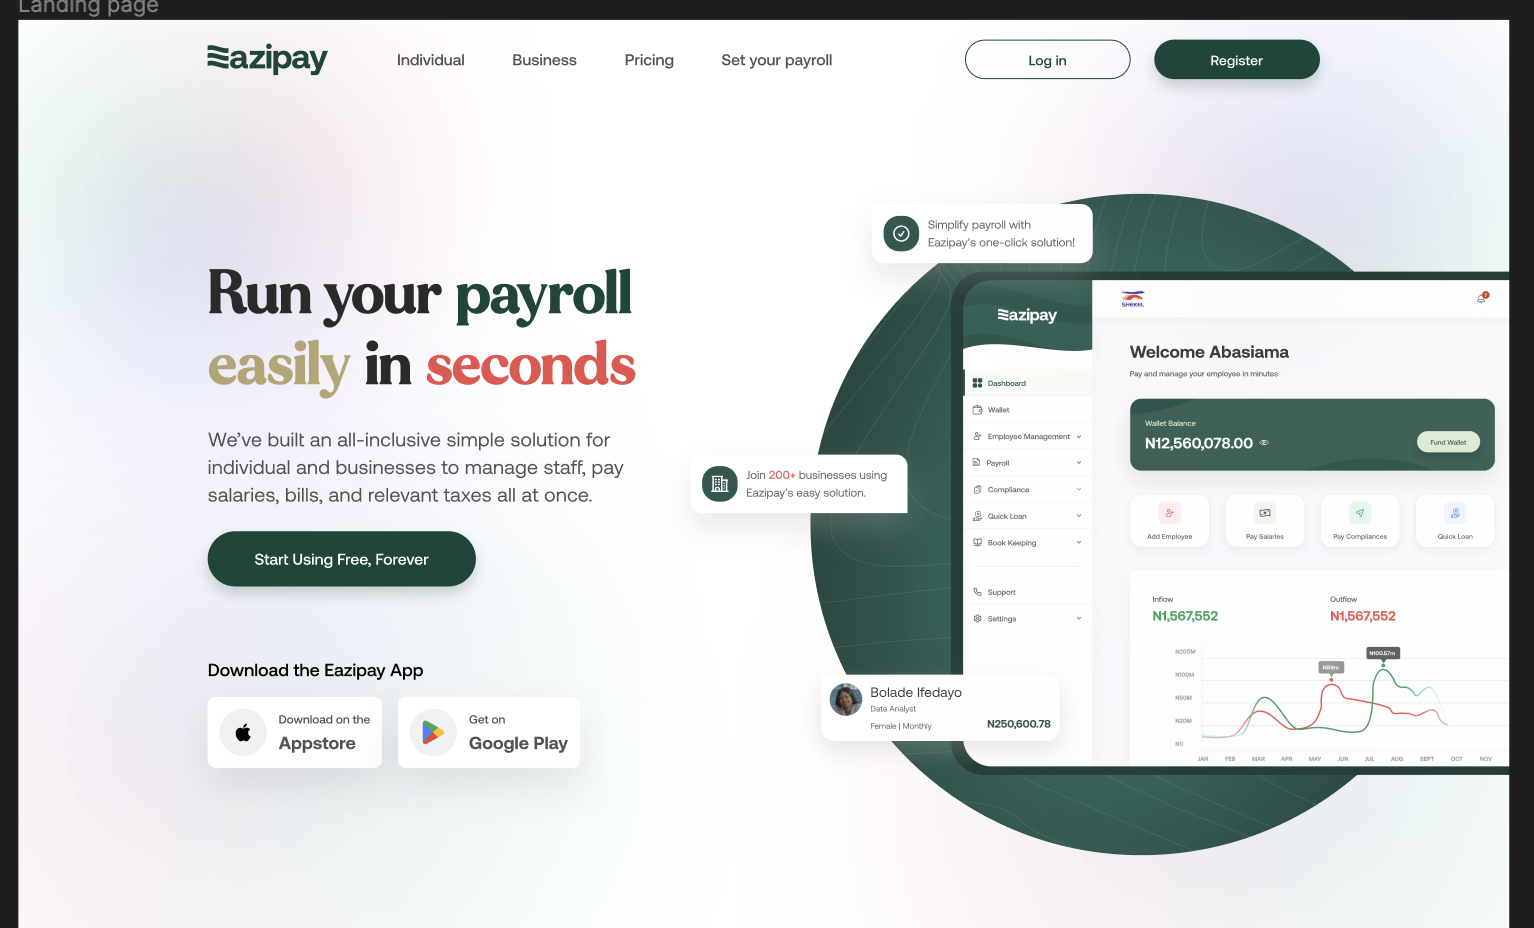 Landing page
Eazipay
Individual
Business
Pricing
Set your payroll
Log in
Register
Run your payroll
easily in seconds
We've built an all-inclusive simple solution for
individual and businesses to manage staff, pay
salaries, bills, and relevant taxes all at once.
Start Using Free, Forever
Download the Eazipay App
Download on the
Appstore
Get on
Google Play
Simplify payroll with
Eazipay's one-click solution!
Join 200+ businesses using
Eazipay's easy solution.
Bolade Ifedayo
Data Analyst
Female | Monthly
N250,600.78
Eazipay
Dashboard
Wallet
Employee Management
Payroll
Compliance
Quick Loan
Book Keeping
Support
Settings
SHEKEL
7
Welcome Abasiama
Pay and manage your employee in minutes
Wallet Balance
N12,560,078.00
Fund Wallet
Add Employee
Pay Salaries
Pay Compliances
Quick Loan
Inflow
N1,567,552
Outflow
N1,567,552
N200M
N100M
N50M
N20M
N0
N89m
N100.57m
JAN
FEB
MAR
APR
MAY
JUN
JUL
AUG
SEPT
OCT
NOV